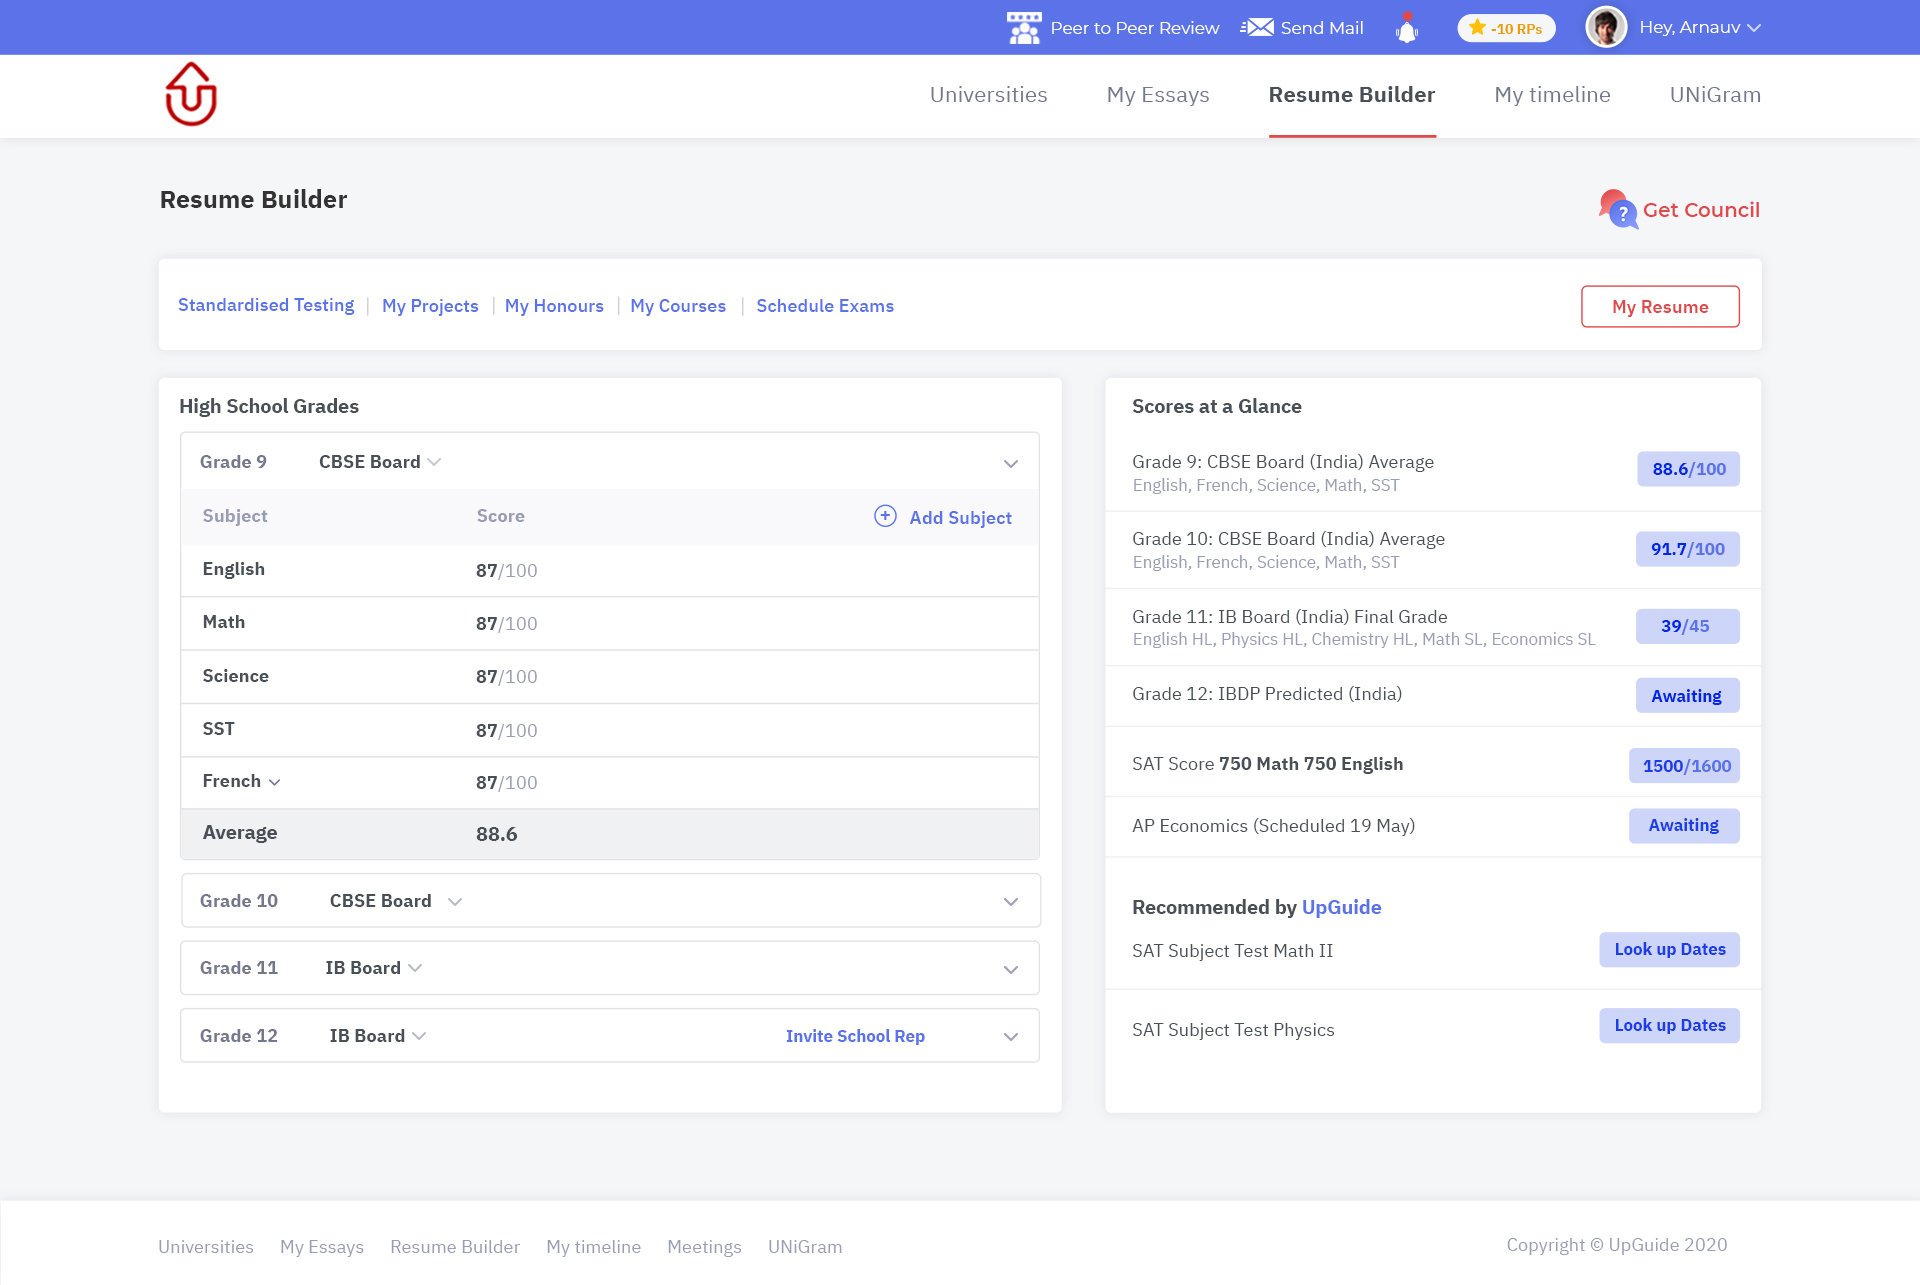 Peer to Peer Review Send Mail -10 RPs Hey, Arnauv
Universities My Essays Resume Builder My timeline UNiGram
Resume Builder
Get Council
?
Standardised Testing | My Projects | My Honours | My Courses | Schedule Exams
My Resume
High School Grades
Grade 9 CBSE Board
Subject Score Add Subject
English 87/100
Math 87/100
Science 87/100
SST 87/100
French 87/100
Average 88.6
Grade 10 CBSE Board
Grade 11 IB Board
Grade 12 IB Board Invite School Rep
Scores at a Glance
Grade 9: CBSE Board (India) Average
English, French, Science, Math, SST
88.6/100
Grade 10: CBSE Board (India) Average
English, French, Science, Math, SST
91.7/100
Grade 11: IB Board (India) Final Grade
English HL, Physics HL, Chemistry HL, Math SL, Economics SL
39/45
Grade 12: IBDP Predicted (India) Awaiting
SAT Score 750 Math 750 English 1500/1600
AP Economics (Scheduled 19 May) Awaiting
Recommended by UpGuide
SAT Subject Test Math II Look up Dates
SAT Subject Test Physics Look up Dates
Universities My Essays Resume Builder My timeline Meetings UNiGram
Copyright © UpGuide 2020